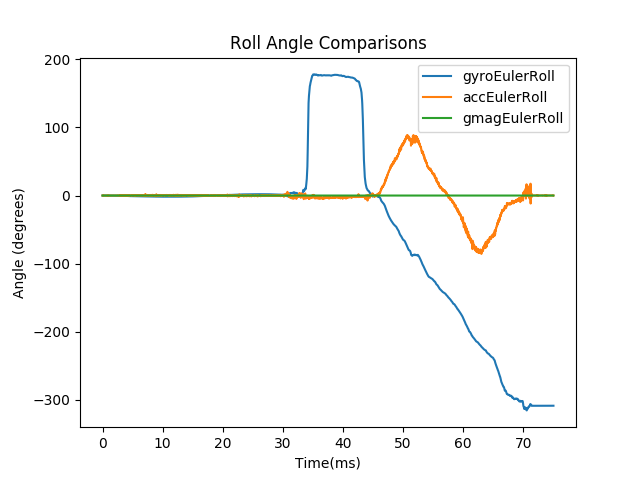 Roll Angle Comparisons
gyroEulerRoll
accEulerRoll
gmagEulerRoll
Angle (degrees)
200
100
0
−100
−200
−300
0 10 20 30 40 50 60 70
Time(ms)